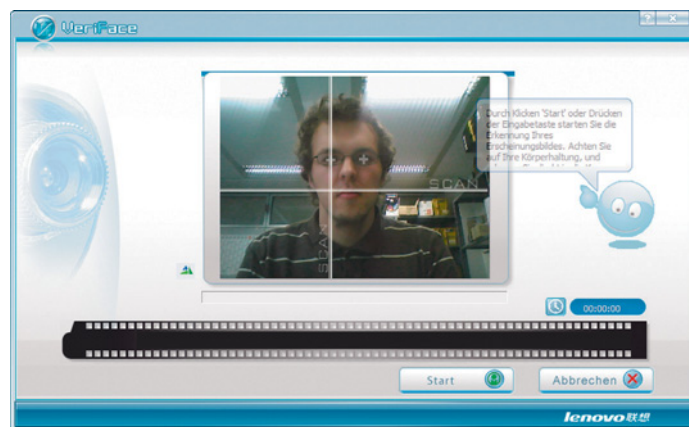 VeriFace
Durch Klicken 'Start' oder Drücken
der Eingabetaste starten Sie die
Erkennung Ihres
Erscheinungsbildes. Achten Sie
auf Ihre Körperhaltung, und
SCAN
SCAN
00:00:00
Start
Abbrechen
lenovo联想